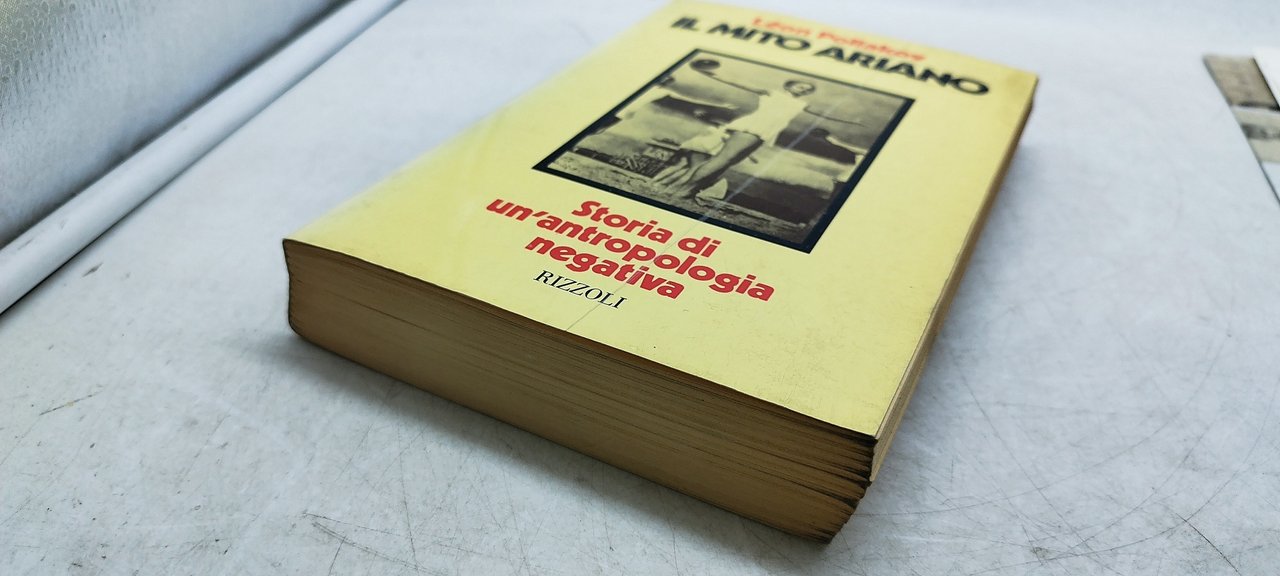 Léon Poliakov
IL MITO ARIANO
Storia di
un'antropologia
negativa
RIZZOLI